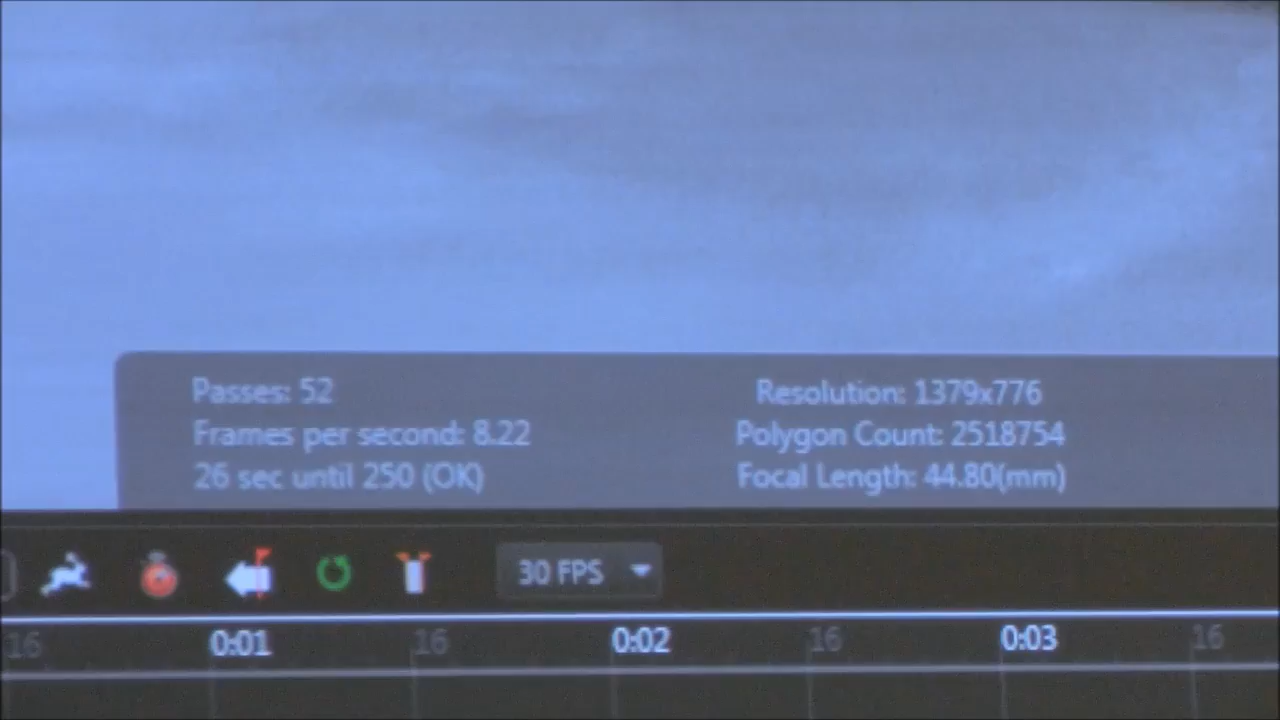 Passes: 52
Frames per second: 8.22
26 sec until 250 (OK)
Resolution: 1379x776
Polygon Count: 2518754
Focal Length: 44.80(mm)
30 FPS
16 0:01 16 0:02 16 0:03 16